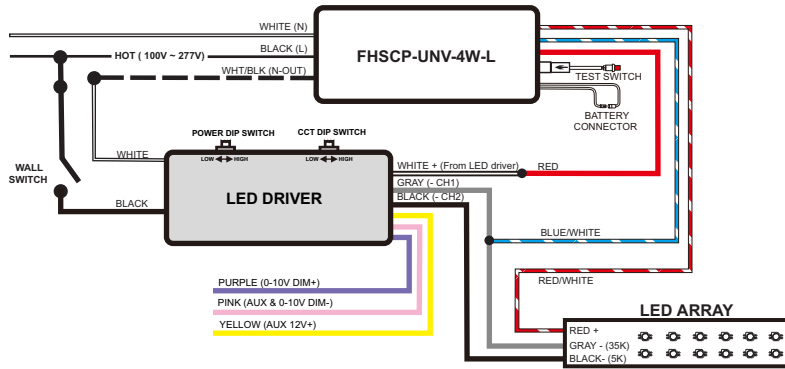 WHITE (N)
HOT ( 100V ~ 277V)
BLACK (L)
WHT/BLK (N-OUT)
FHSCP-UNV-4W-L
TEST SWITCH
BATTERY
CONNECTOR
POWER DIP SWITCH
LOW HIGH
CCT DIP SWITCH
LOW HIGH
WHITE
WALL
SWITCH
BLACK
LED DRIVER
WHITE + (From LED driver)
RED
GRAY (- CH1)
BLACK (- CH2)
BLUE/WHITE
RED/WHITE
PURPLE (0-10V DIM+)
PINK (AUX & 0-10V DIM-)
YELLOW (AUX 12V+)
LED ARRAY
RED +
GRAY - (35K)
BLACK- (5K)